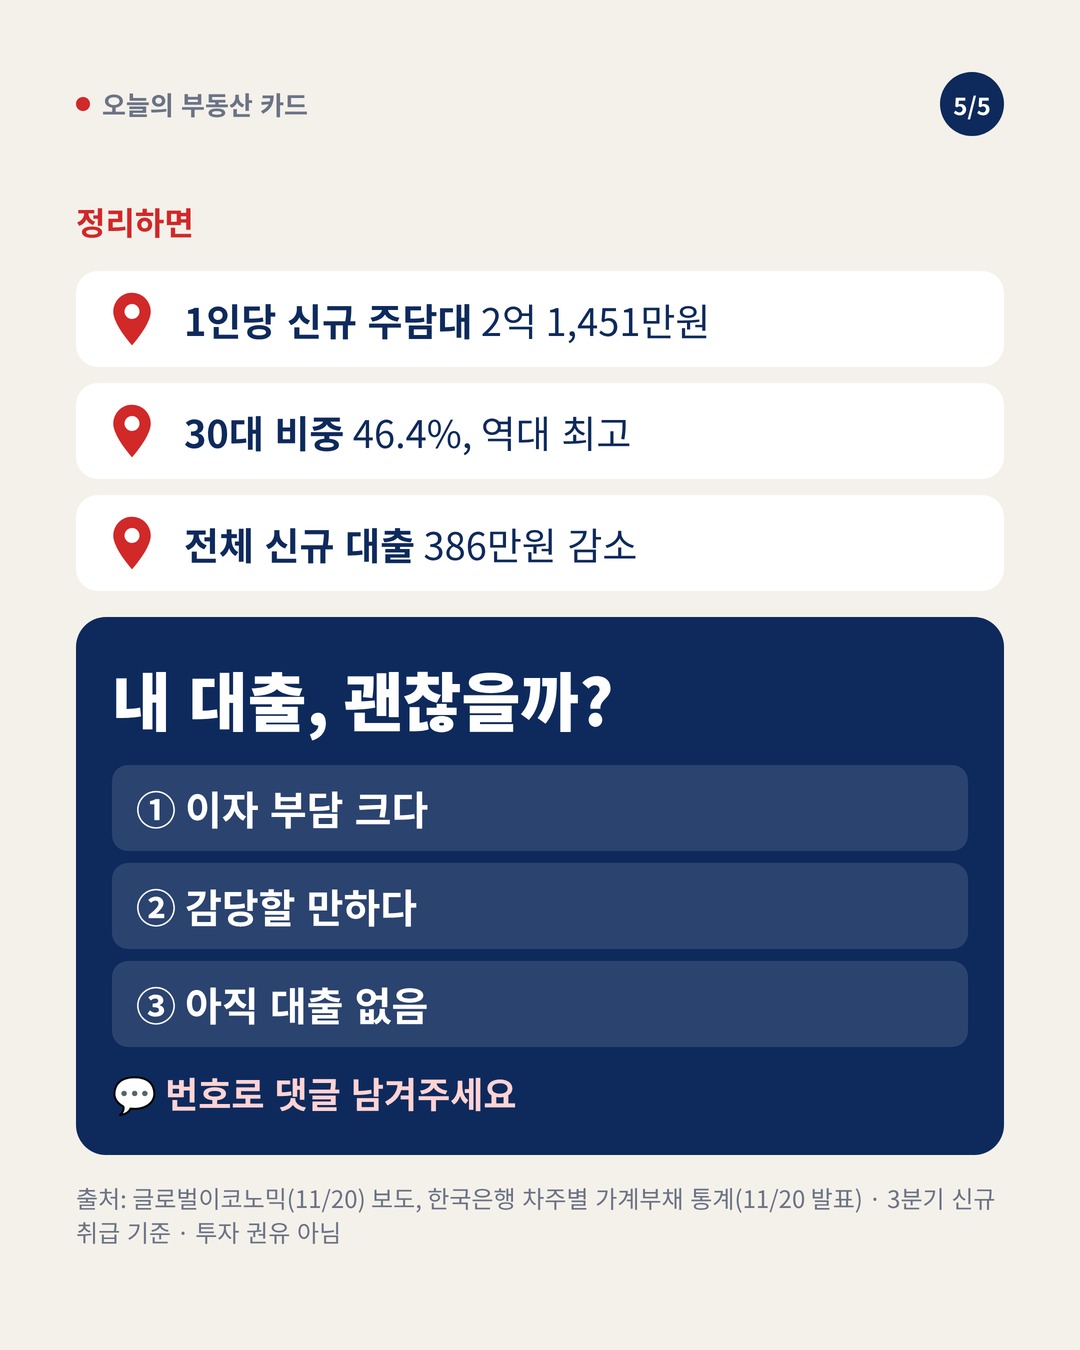 오늘의 부동산 카드
5/5
정리하면
1인당 신규 주담대 2억 1,451만원
30대 비중 46.4%, 역대 최고
전체 신규 대출 386만원 감소
내 대출, 괜찮을까?
① 이자 부담 크다
② 감당할 만하다
③ 아직 대출 없음
💬 번호로 댓글 남겨주세요
출처: 글로벌이코노믹(11/20) 보도, 한국은행 차주별 가계부채 통계(11/20 발표) · 3분기 신규
취급 기준 · 투자 권유 아님